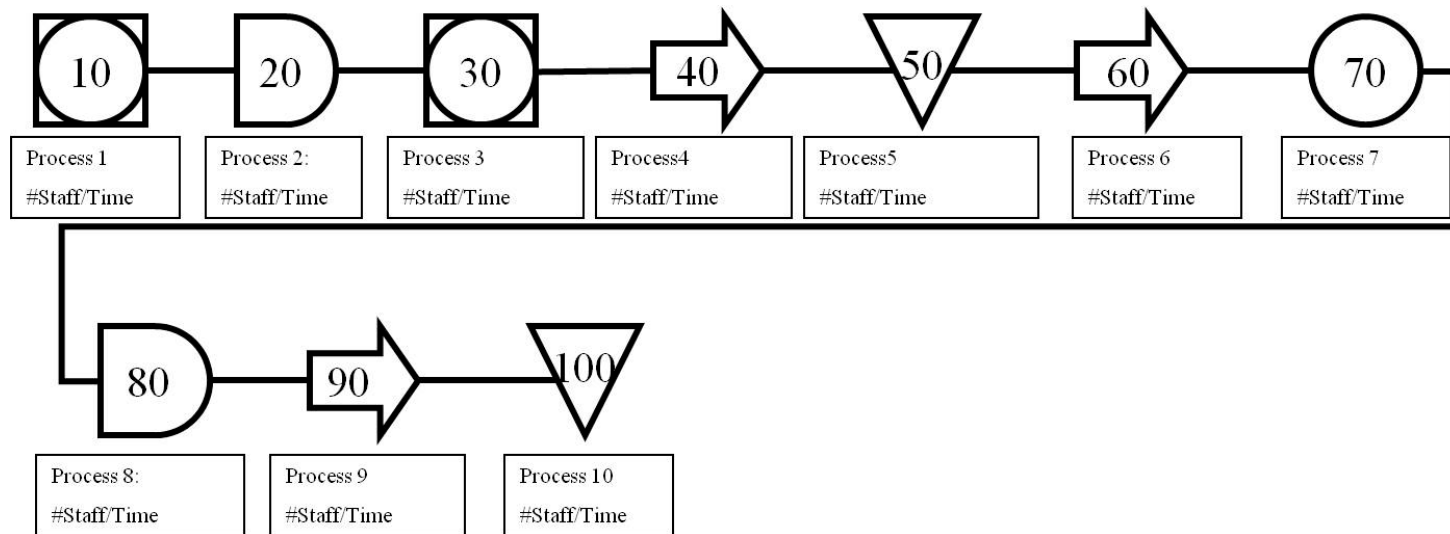 10 20 30 40 50 60 70
Process 1 Process 2: Process 3 Process4 Process5 Process 6 Process 7
#Staff/Time #Staff/Time #Staff/Time #Staff/Time #Staff/Time #Staff/Time #Staff/Time
80 90 100
Process 8: Process 9 Process 10
#Staff/Time #Staff/Time #Staff/Time